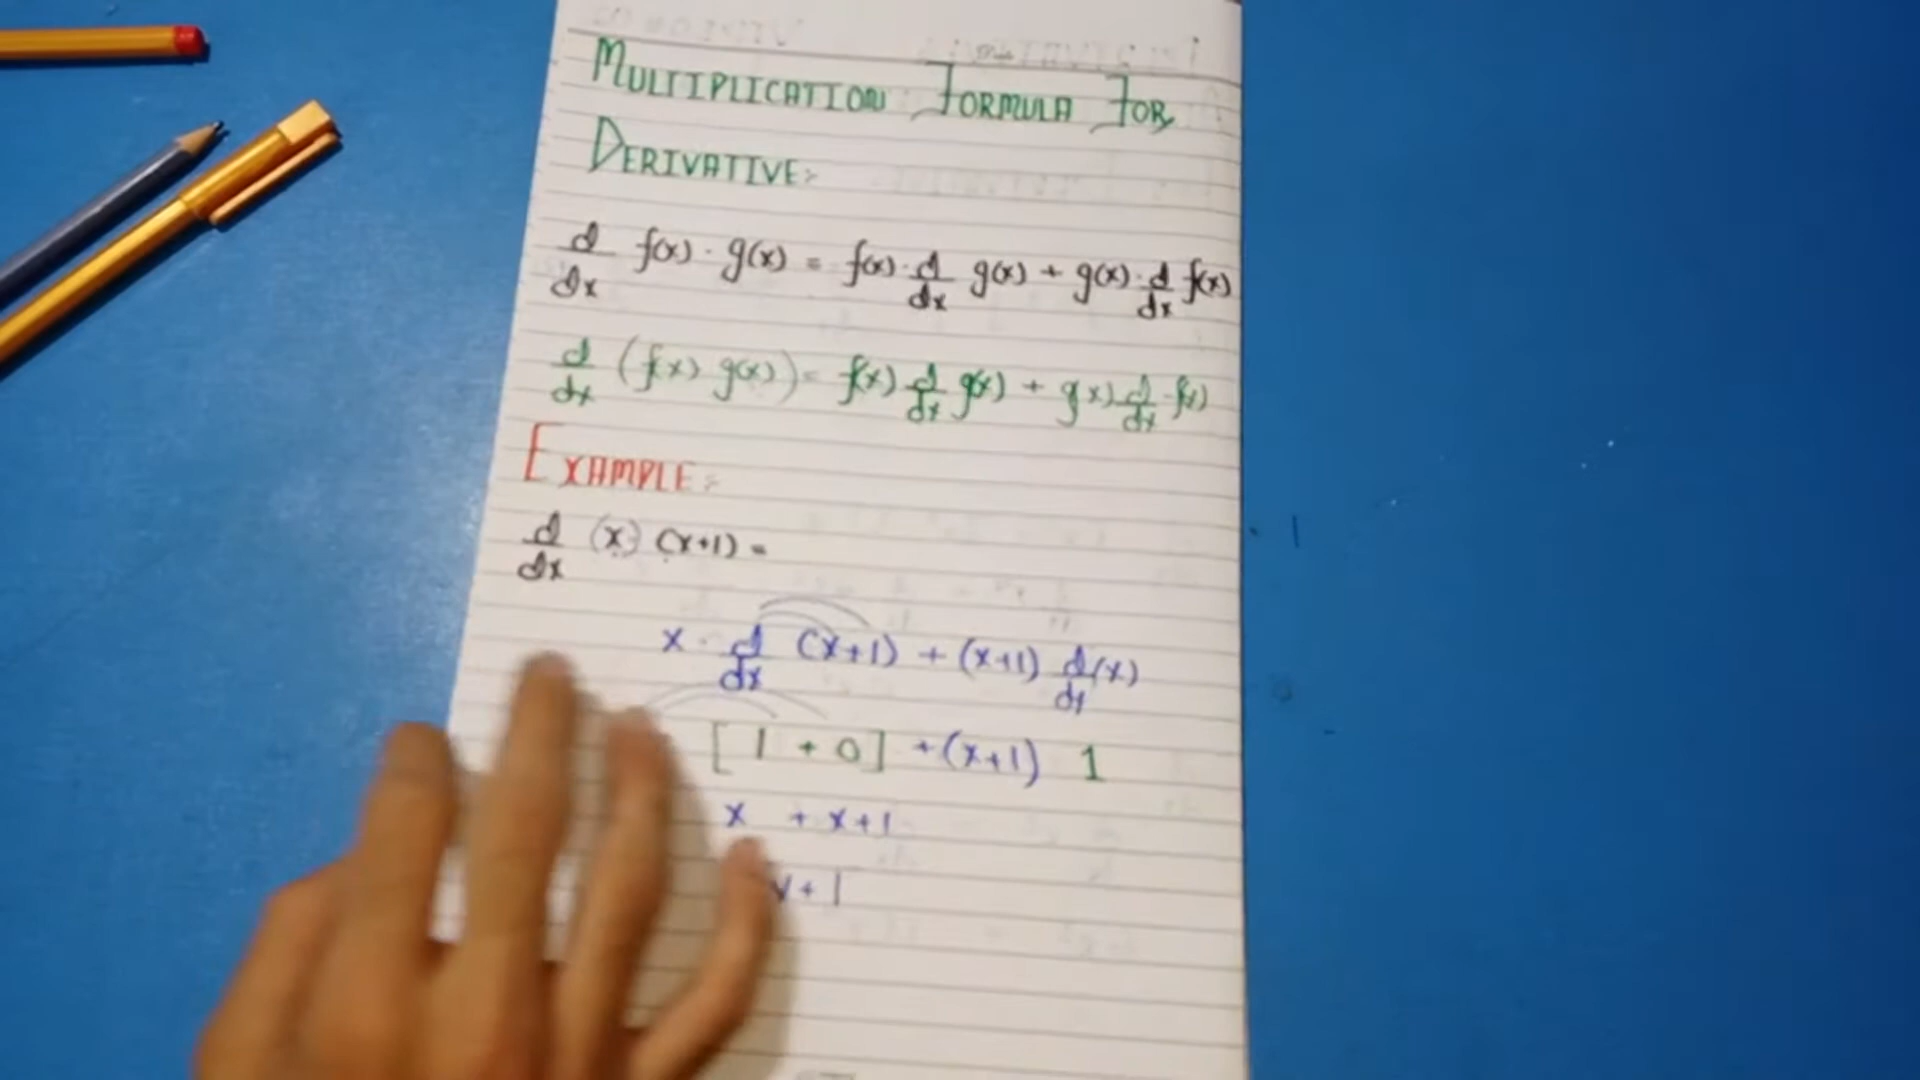 MULTIPLICATION FORMULA FOR
DERIVATIVE:-
d/dx f(x) · g(x) = f(x) · d/dx g(x) + g(x) · d/dx f(x)
d/dx (f(x) g(x)) = f(x) d/dx g(x) + g(x) d/dx · f(x)
EXAMPLE:-
d/dx (x) (x+1) =
x · d/dx (x+1) + (x+1) d/dx (x)
[1 + 0] + (x+1) 1
x + x+1
x + 1